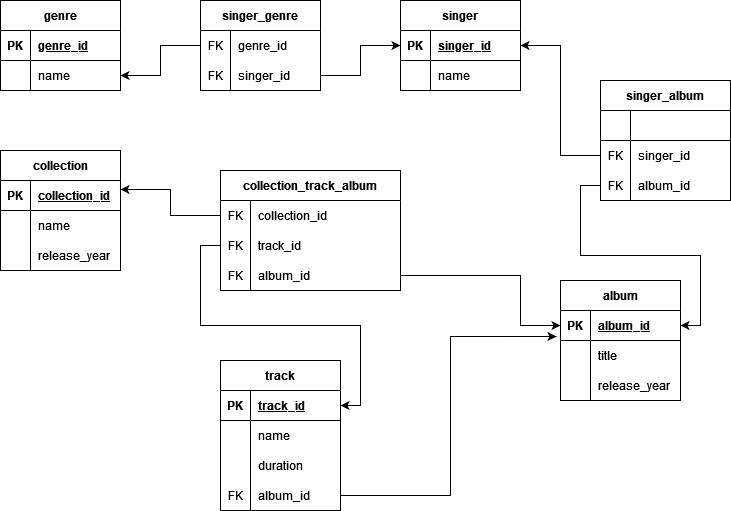 genre
PK genre_id
name
singer_genre
FK genre_id
FK singer_id
singer
PK singer_id
name
singer_album
FK singer_id
FK album_id
collection
PK collection_id
name
release_year
collection_track_album
FK collection_id
FK track_id
FK album_id
album
PK album_id
title
release_year
track
PK track_id
name
duration
FK album_id